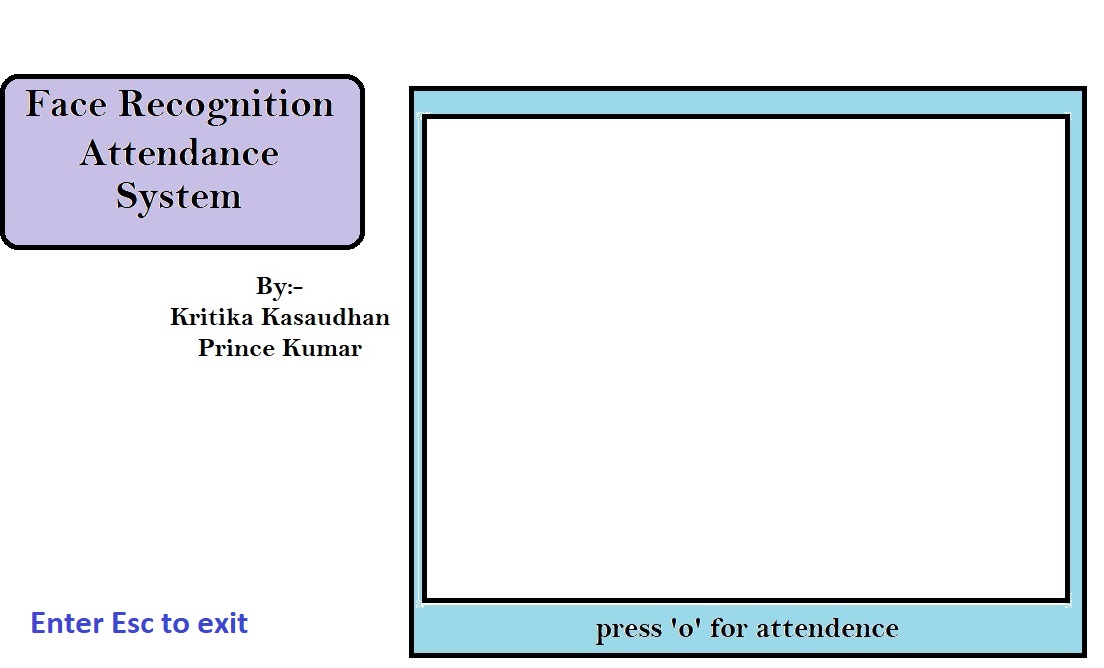 Face Recognition
Attendance
System
By:-
Kritika Kasaudhan
Prince Kumar
Enter Esc to exit
press 'o' for attendence